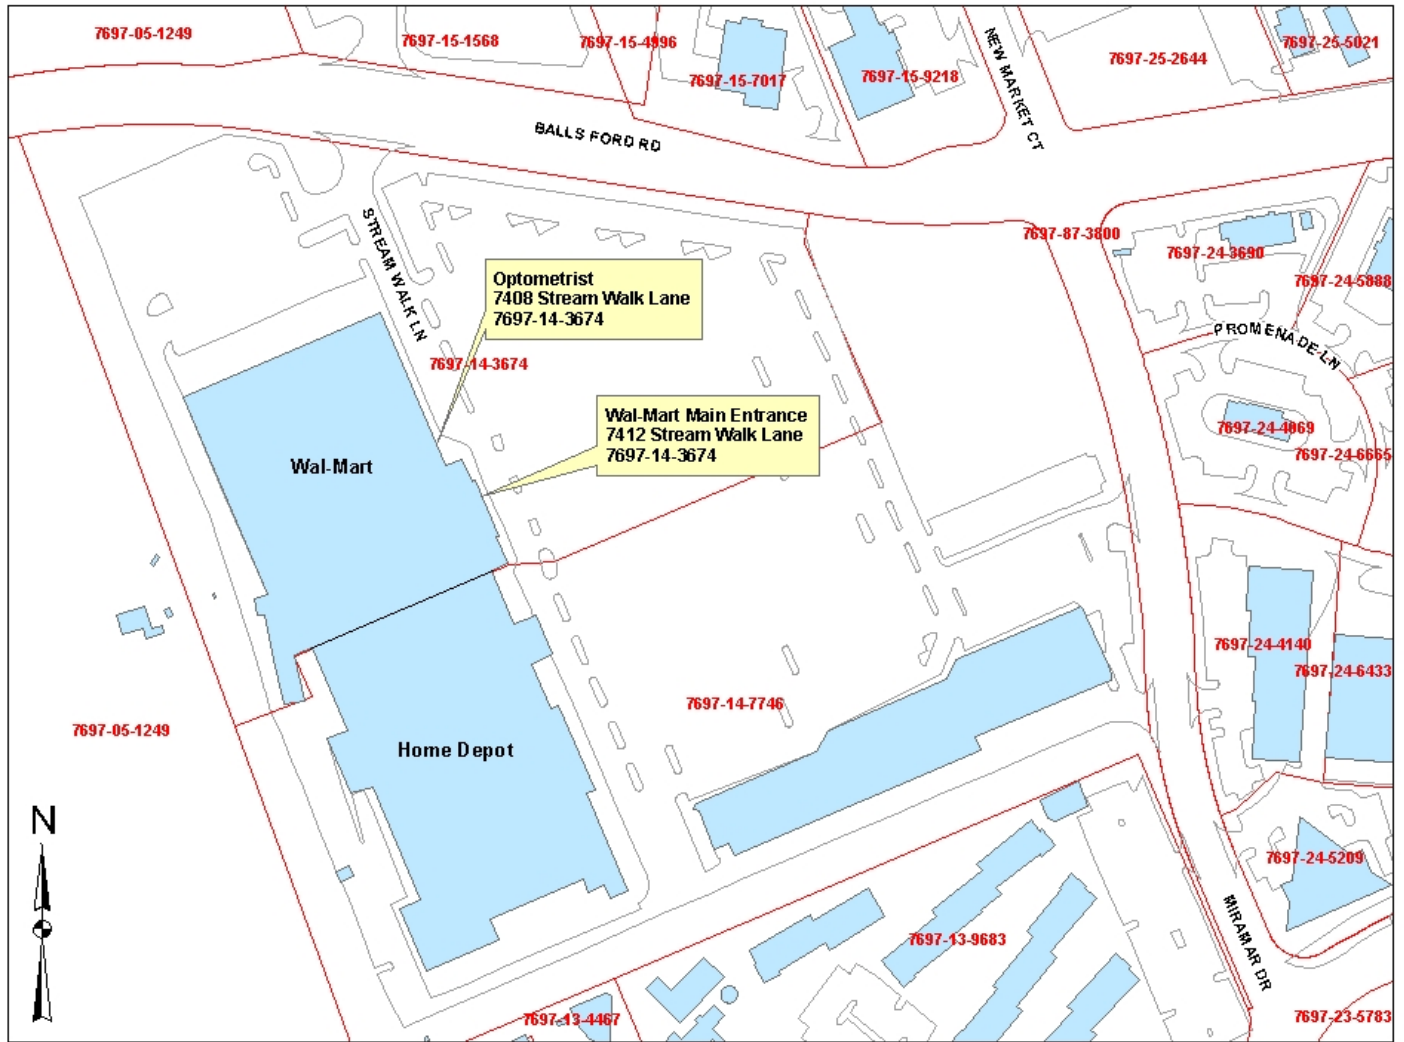 7697-05-1249
7697-15-1568
7697-15-4996
7697-15-7017
7697-15-9218
NEW MARKET CT
7697-25-2644
7697-25-5021
BALLS FORD RD
STREAM WALK LN
7697-87-3800
7697-24-3690
7697-24-5888
PROMENADE LN
Optometrist
7408 Stream Walk Lane
7697-14-3674
7697-14-3674
Wal-Mart Main Entrance
7412 Stream Walk Lane
7697-14-3674
7697-24-4069
7697-24-6665
Wal-Mart
7697-24-4140
7697-24-6433
7697-05-1249
7697-14-7746
Home Depot
N
7697-24-5209
7697-13-9683
MIRAMAR DR
7697-13-4467
7697-23-5783